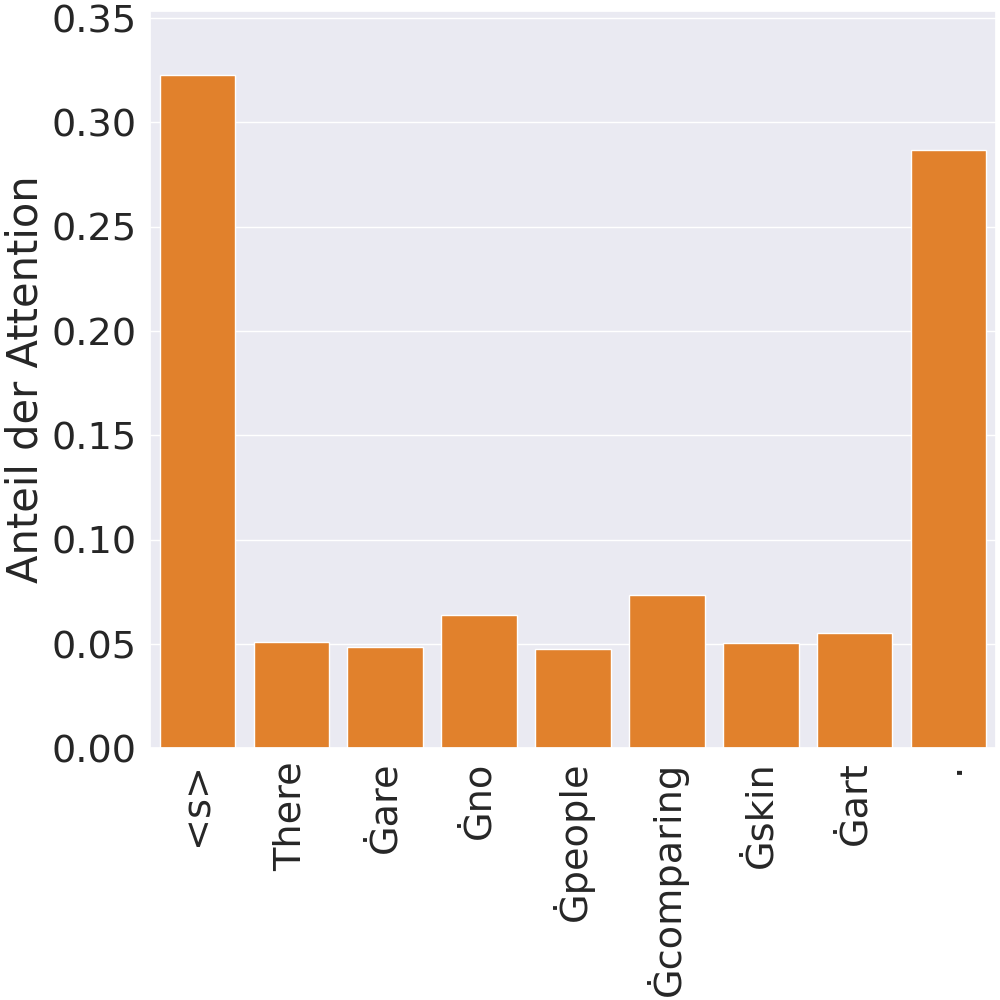 Anteil der Attention
0.35
0.30
0.25
0.20
0.15
0.10
0.05
0.00
<s>
There
Ġare
Ġno
Ġpeople
Ġcomparing
Ġskin
Ġart
.